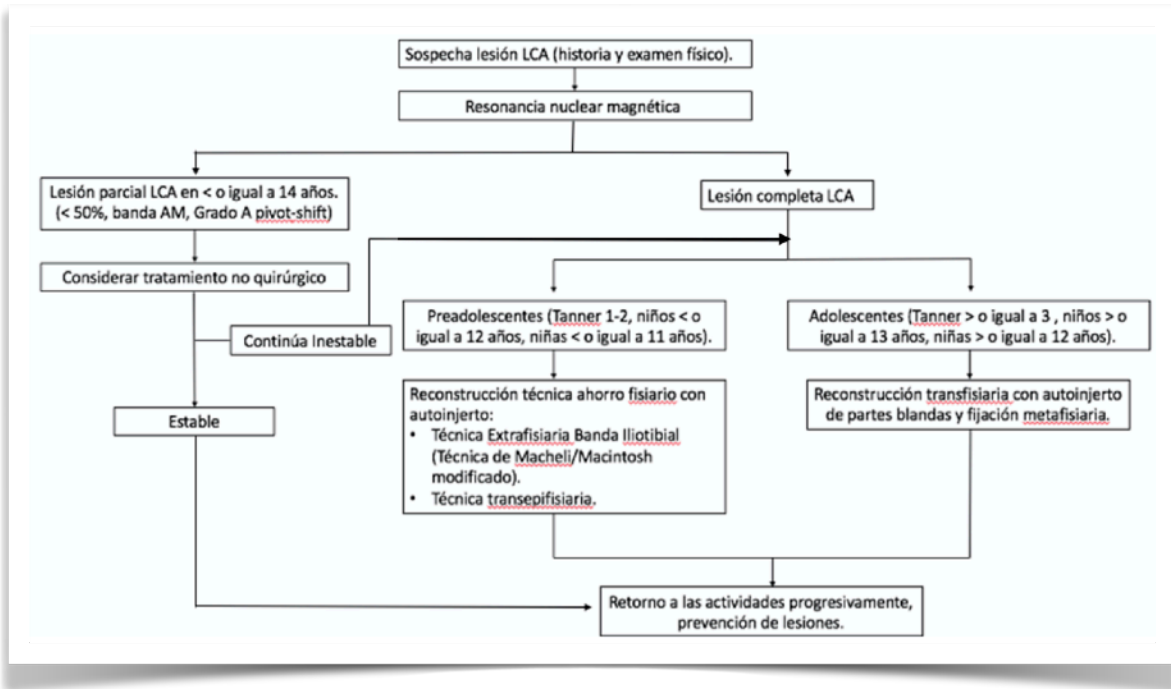 Sospecha lesión LCA (historia y examen físico).
Resonancia nuclear magnética
Lesión parcial LCA en < o igual a 14 años.
(< 50%, banda AM, Grado A pivot-shift)
Lesión completa LCA
Considerar tratamiento no quirúrgico
Continúa Inestable
Estable
Preadolescentes (Tanner 1-2, niños < o
igual a 12 años, niñas < o igual a 11 años).
Adolescentes (Tanner > o igual a 3 , niños > o
igual a 13 años, niñas > o igual a 12 años).
Reconstrucción técnica ahorro fisiario con
autoinjerto:
• Técnica Extrafisiaria Banda Iliotibial
(Técnica de Macheli/Macintosh
modificado).
• Técnica transepifisiaria.
Reconstrucción transfisiaria con autoinjerto
de partes blandas y fijación metafisiaria.
Retorno a las actividades progresivamente,
prevención de lesiones.